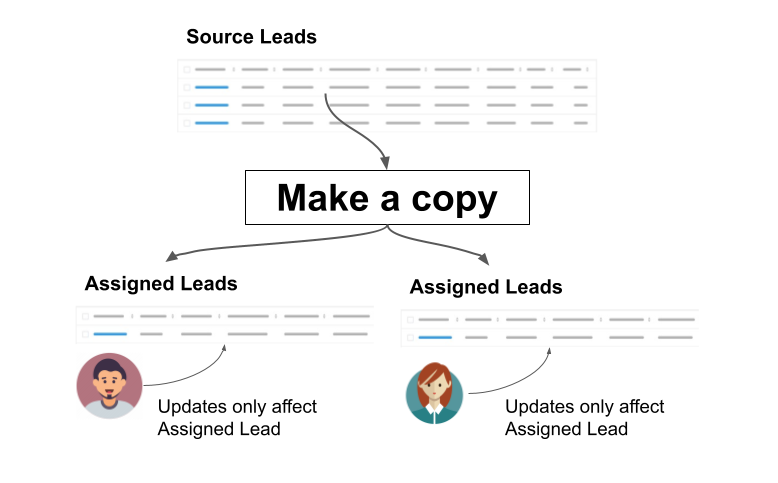 Source Leads
Make a copy
Assigned Leads
Assigned Leads
Updates only affect
Assigned Lead
Updates only affect
Assigned Lead